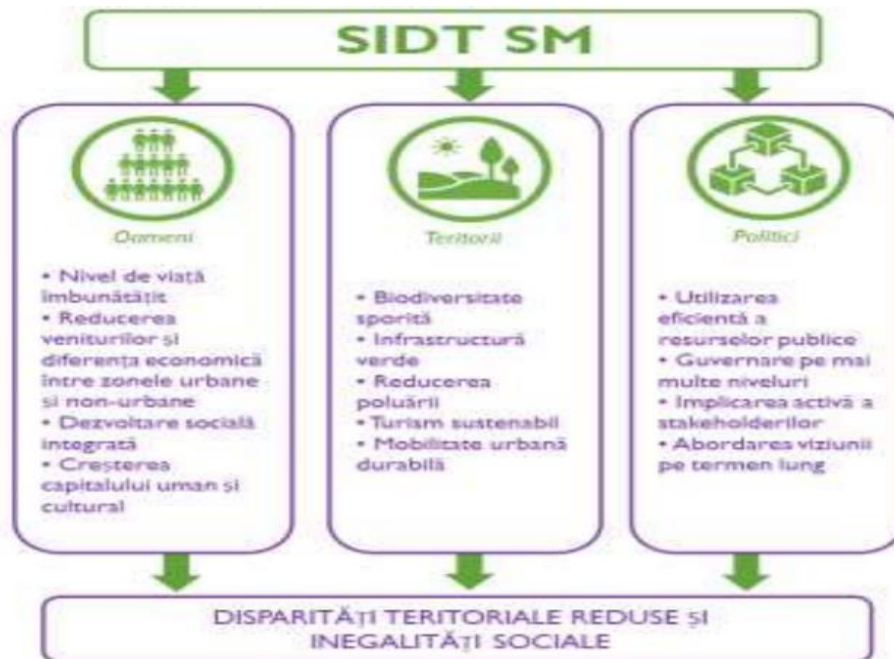 SIDT SM
Oameni
• Nivel de viață
îmbunătățit
• Reducerea
veniturilor și
diferența economică
între zonele urbane
și non-urbane
• Dezvoltare socială
integrată
• Creșterea
capitalului uman și
cultural
Teritorii
• Biodiversitate
sporită
• Infrastructură
verde
• Reducerea
poluării
• Turism sustenabil
• Mobilitate urbană
durabilă
Politici
• Utilizarea
eficientă a
resurselor publice
• Guvernare pe mai
multe niveluri
• Implicarea activă a
stakeholderilor
• Abordarea viziunii
pe termen lung
DISPARITĂȚI TERITORIALE REDUSE ȘI
INEGALITĂȚI SOCIALE